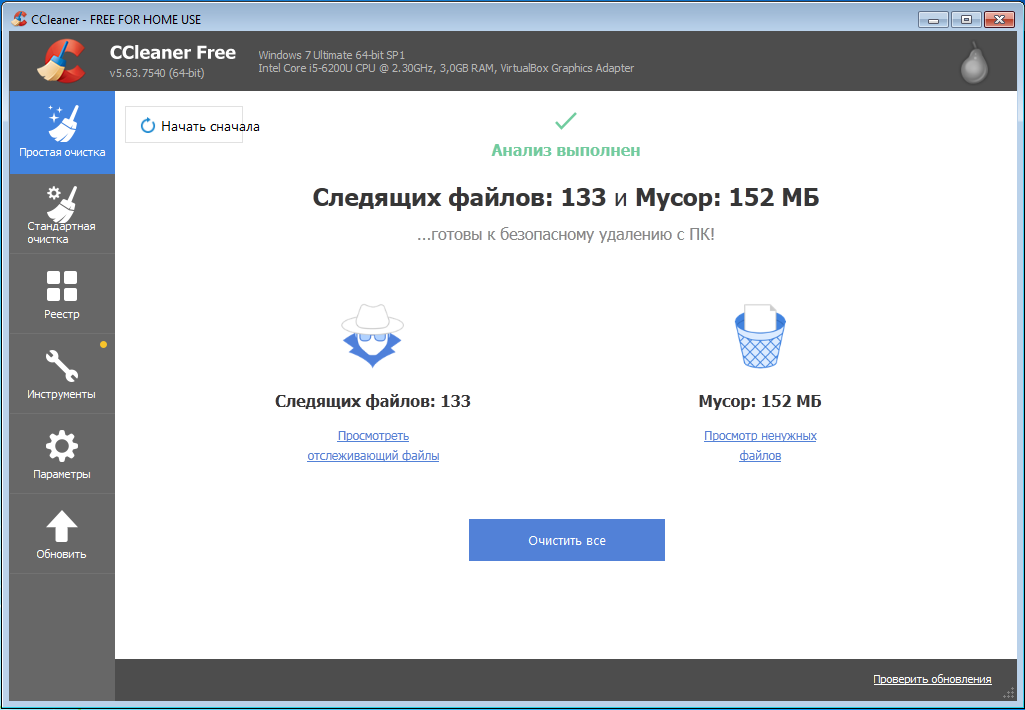 CCleaner - FREE FOR HOME USE
CCleaner Free
v5.63.7540 (64-bit)
Windows 7 Ultimate 64-bit SP1
Intel Core i5-6200U CPU @ 2.30GHz, 3,0GB RAM, VirtualBox Graphics Adapter
Простая очистка
Стандартная
очистка
Реестр
Инструменты
Параметры
Обновить
Начать сначала
Анализ выполнен
Следящих файлов: 133 и Мусор: 152 МБ
...готовы к безопасному удалению с ПК!
Следящих файлов: 133
Просмотреть
отслеживающий файлы
Мусор: 152 МБ
Просмотр ненужных
файлов
Очистить все
Проверить обновления